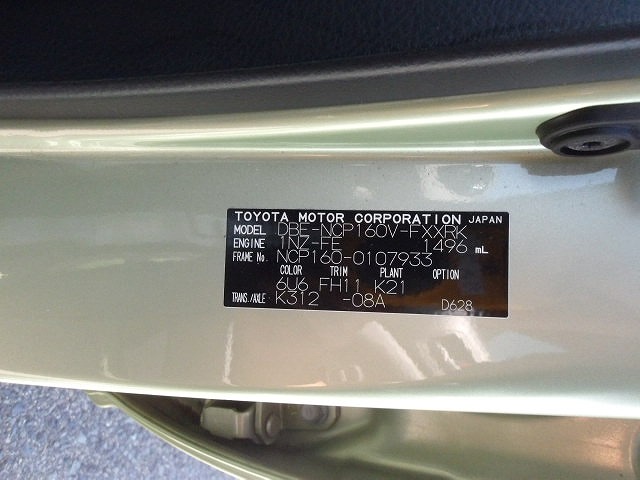 TOYOTA MOTOR CORPORATION JAPAN
MODEL DBE-NCP160V-FXXRK
ENGINE 1NZ-FE 1496 mL
FRAME No. NCP160-0107933
COLOR TRIM PLANT OPTION
6U6 FH11 K21
TRANS./AXLE K312 -08A D628